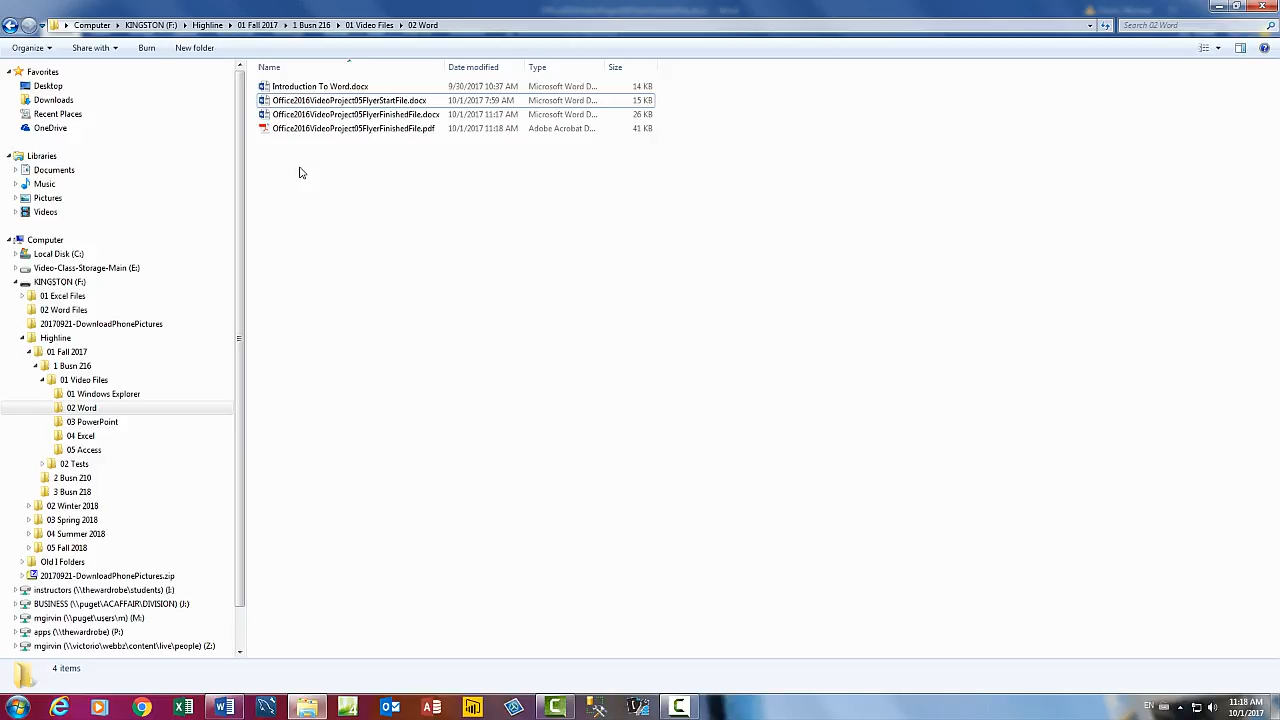 Computer ▸ KINGSTON (F:) ▸ Highline ▸ 01 Fall 2017 ▸ 1 Busn 216 ▸ 01 Video Files ▸ 02 Word
Search 02 Word
Organize Share with Burn New folder
Favorites
Desktop
Downloads
Recent Places
OneDrive
Libraries
Documents
Music
Pictures
Videos
Computer
Local Disk (C:)
Video-Class-Storage-Main (E:)
KINGSTON (F:)
01 Excel Files
02 Word Files
20170921-DownloadPhonePictures
Highline
01 Fall 2017
1 Busn 216
01 Video Files
01 Windows Explorer
02 Word
03 PowerPoint
04 Excel
05 Access
02 Tests
2 Busn 210
3 Busn 218
02 Winter 2018
03 Spring 2018
04 Summer 2018
05 Fall 2018
Old I Folders
20170921-DownloadPhonePictures.zip
instructors (\\thewardrobe\students) (I:)
BUSINESS (\\puget\ACAFFAIR\DIVISION) (J:)
mgirvin (\\puget\users\m) (M:)
apps (\\thewardrobe) (P:)
mgirvin (\\victorio\webbz\content\live\people) (Z:)
Name Date modified Type Size
Introduction To Word.docx 9/30/2017 10:37 AM Microsoft Word D... 14 KB
Office2016VideoProject05FlyerStartFile.docx 10/1/2017 7:59 AM Microsoft Word D... 15 KB
Office2016VideoProject05FlyerFinishedFile.docx 10/1/2017 11:17 AM Microsoft Word D... 26 KB
Office2016VideoProject05FlyerFinishedFile.pdf 10/1/2017 11:18 AM Adobe Acrobat D... 41 KB
4 items
EN
11:18 AM
10/1/2017